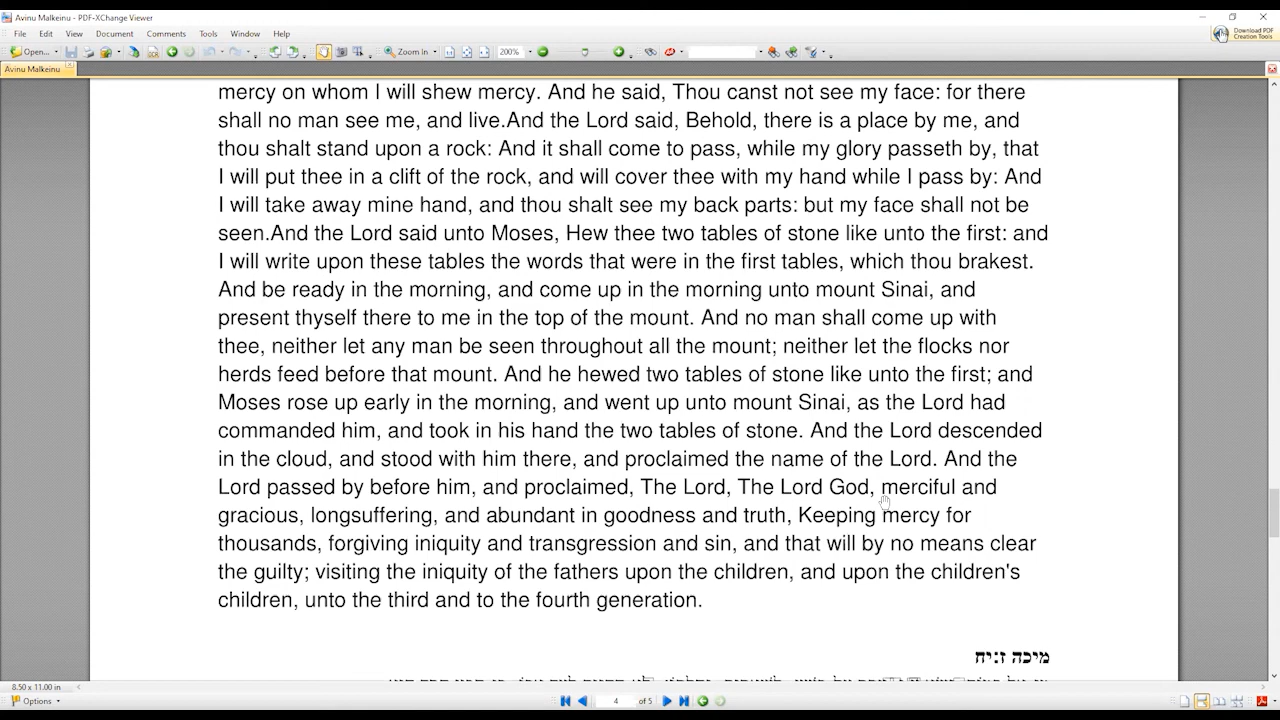 Avinu Malkeinu - PDF-XChange Viewer
File Edit View Document Comments Tools Window Help
Open... Zoom In 200% Download PDF Creation Tools
Avinu Malkeinu
mercy on whom I will shew mercy. And he said, Thou canst not see my face: for there
shall no man see me, and live.And the Lord said, Behold, there is a place by me, and
thou shalt stand upon a rock: And it shall come to pass, while my glory passeth by, that
I will put thee in a clift of the rock, and will cover thee with my hand while I pass by: And
I will take away mine hand, and thou shalt see my back parts: but my face shall not be
seen.And the Lord said unto Moses, Hew thee two tables of stone like unto the first: and
I will write upon these tables the words that were in the first tables, which thou brakest.
And be ready in the morning, and come up in the morning unto mount Sinai, and
present thyself there to me in the top of the mount. And no man shall come up with
thee, neither let any man be seen throughout all the mount; neither let the flocks nor
herds feed before that mount. And he hewed two tables of stone like unto the first; and
Moses rose up early in the morning, and went up unto mount Sinai, as the Lord had
commanded him, and took in his hand the two tables of stone. And the Lord descended
in the cloud, and stood with him there, and proclaimed the name of the Lord. And the
Lord passed by before him, and proclaimed, The Lord, The Lord God, merciful and
gracious, longsuffering, and abundant in goodness and truth, Keeping mercy for
thousands, forgiving iniquity and transgression and sin, and that will by no means clear
the guilty; visiting the iniquity of the fathers upon the children, and upon the children's
children, unto the third and to the fourth generation.
מיכה ז:יח
8.50 x 11.00 in
Options 4 of 5